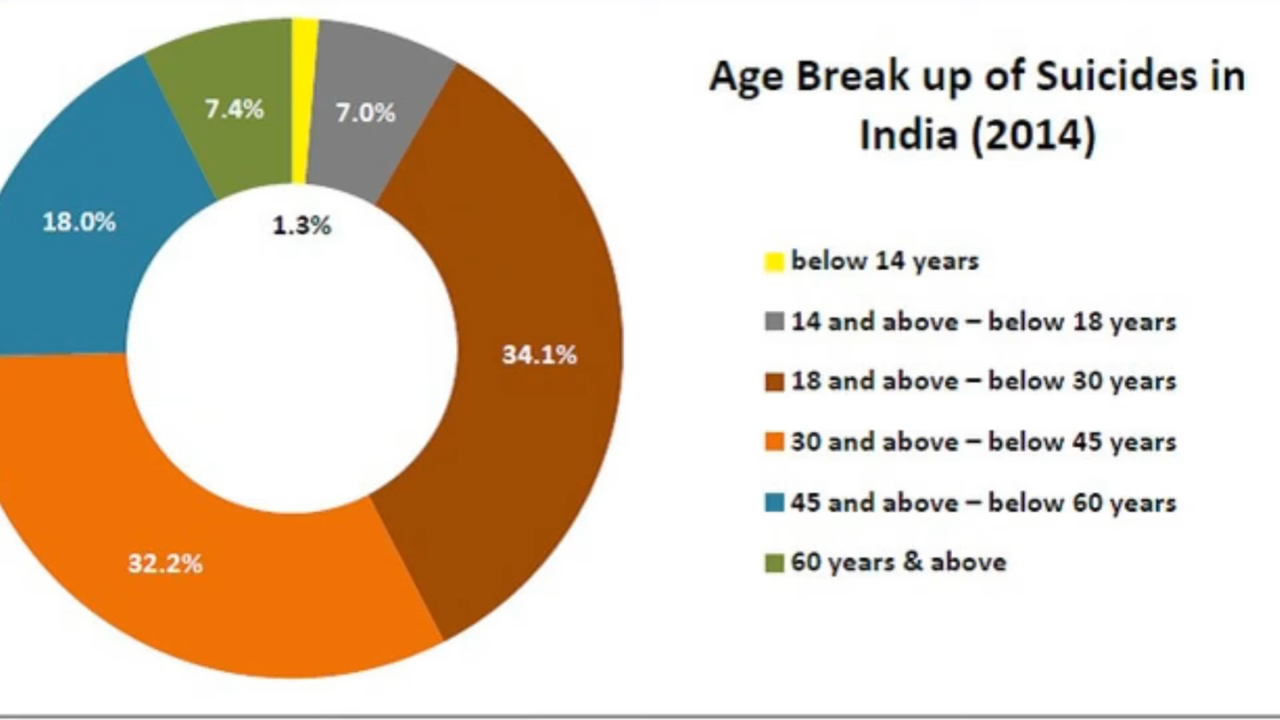 Age Break up of Suicides in
India (2014)
7.4%
7.0%
18.0%
1.3%
34.1%
32.2%
below 14 years
14 and above – below 18 years
18 and above – below 30 years
30 and above – below 45 years
45 and above – below 60 years
60 years & above